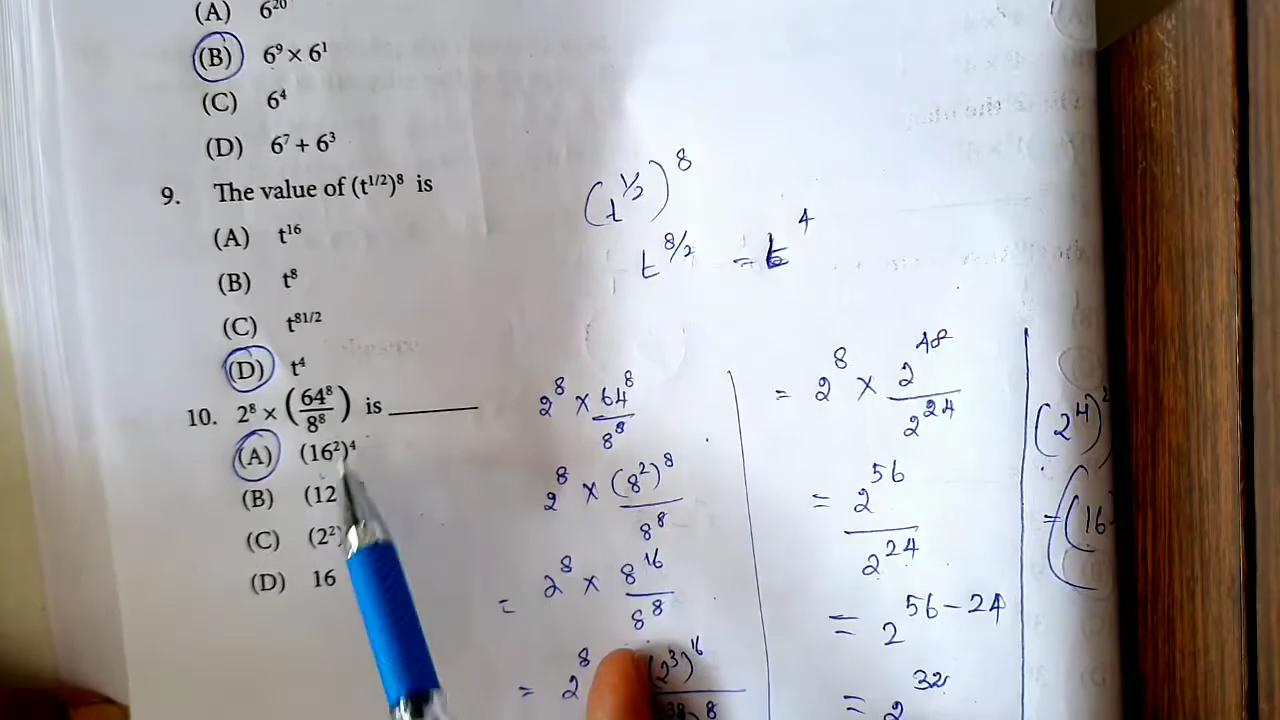 (A) 6²⁰
(B) 6⁹ × 6¹
(C) 6⁴
(D) 6⁷ + 6³
9. The value of (t^1/2)⁸ is
(A) t¹⁶
(B) t⁸
(C) t^81/2
(D) t⁴
10. 2⁸ × (64⁸/8⁸) is ________
(A) (16²)⁴
(B) (12
(C) (2²)
(D) 16
(t^1/2)⁸
t^8/2 = t⁴
2⁸ × 64⁸/8⁸
2⁸ × (8²)⁸/8⁸
= 2⁸ × 8¹⁶/8⁸
= 2⁸ (2³)¹⁶
= 2⁸ × 2⁴⁸/2²⁴
= 2⁵⁶/2²⁴
= 2^56-24
= 2³²
(2⁴)
= (16